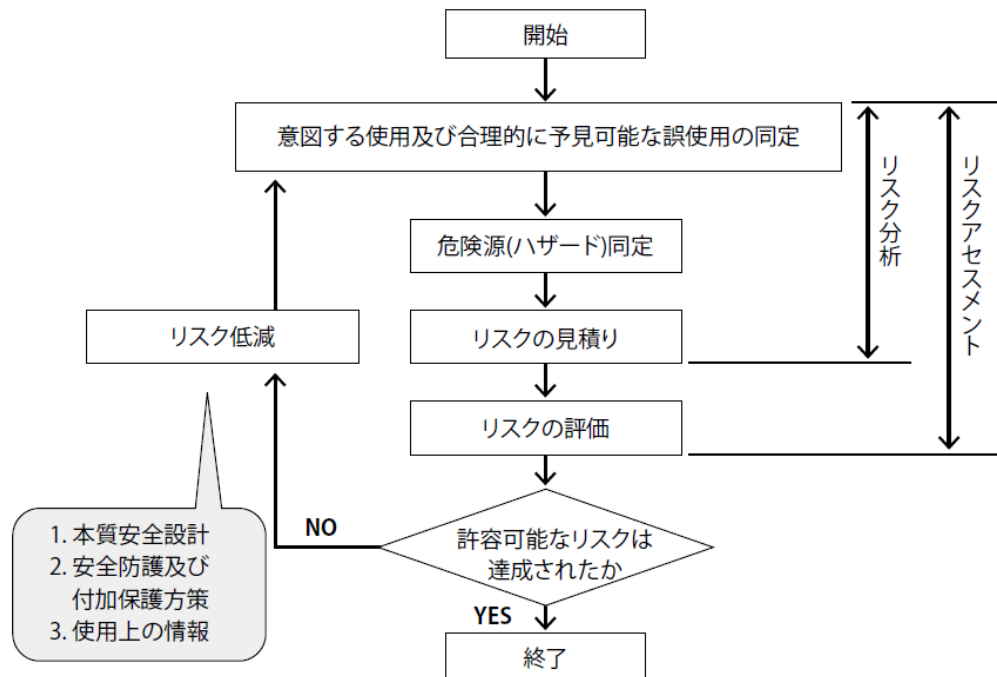 開始
意図する使用及び合理的に予見可能な誤使用の同定
危険源(ハザード)同定
リスク低減
リスクの見積り
リスクの評価
リスク分析
リスクアセスメント
1. 本質安全設計
2. 安全防護及び
付加保護方策
3. 使用上の情報
NO
許容可能なリスクは
達成されたか
YES
終了